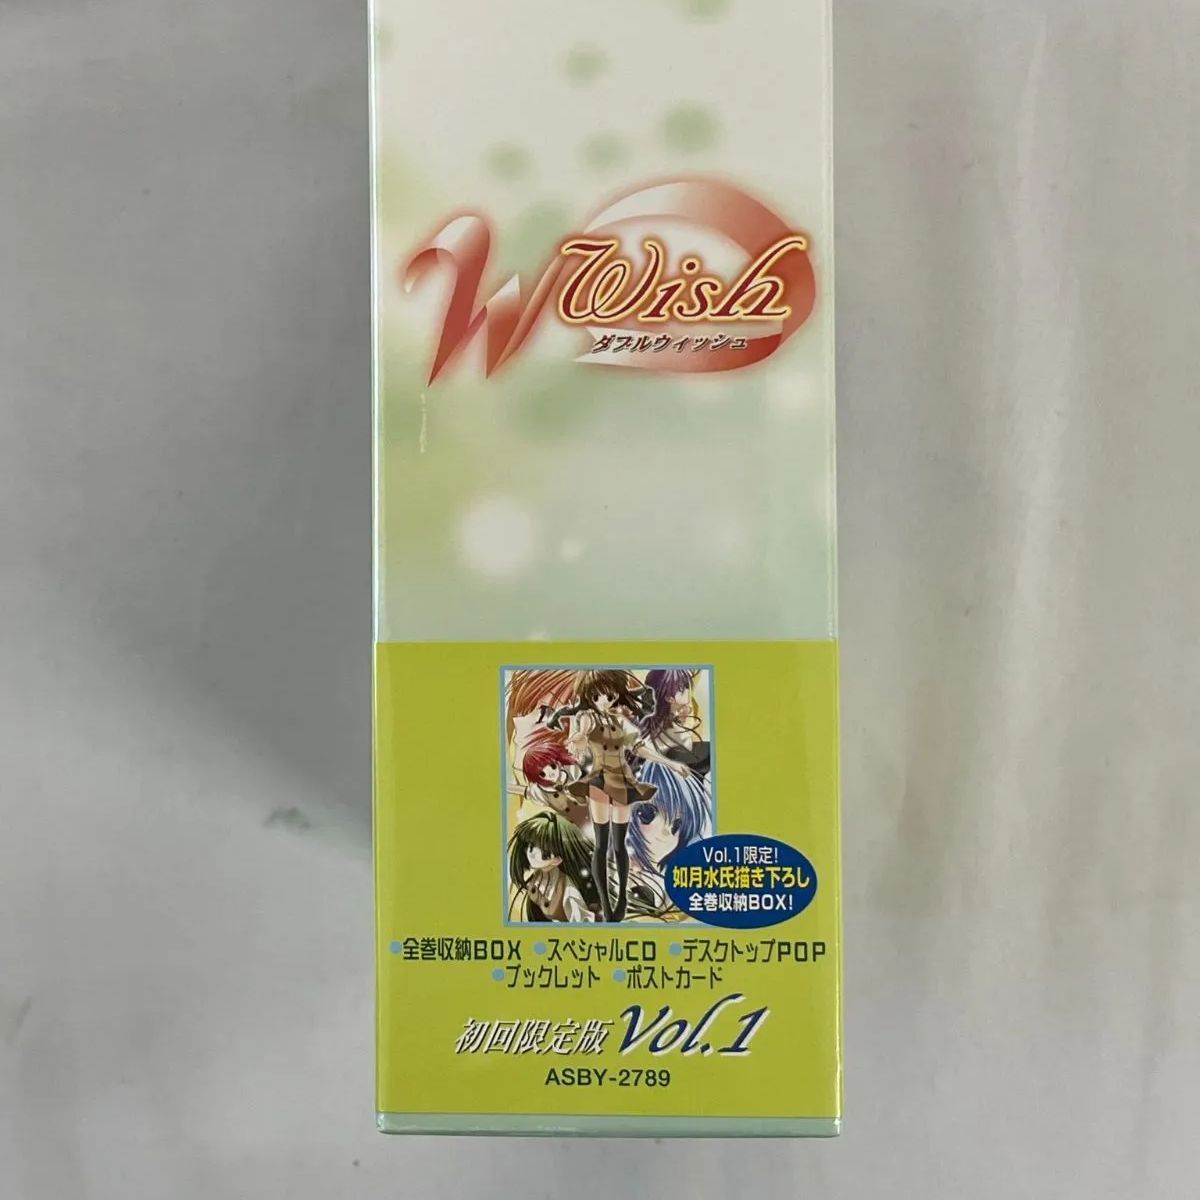 W Wish
ダブルウィッシュ
Vol.1限定!
如月水氏描き下ろし
全巻収納BOX!
•全巻収納BOX •スペシャルCD •デスクトップPOP
•ブックレット •ポストカード
初回限定版 Vol.1
ASBY-2789